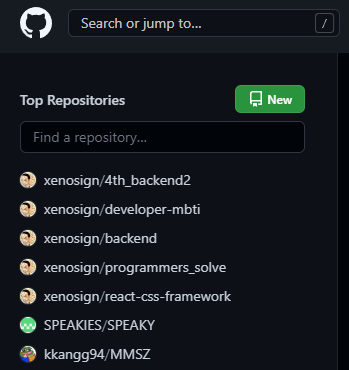 Search or jump to... /
Top Repositories New
Find a repository...
xenosign/4th_backend2
xenosign/developer-mbti
xenosign/backend
xenosign/programmers_solve
xenosign/react-css-framework
SPEAKIES/SPEAKY
kkangg94/MMSZ